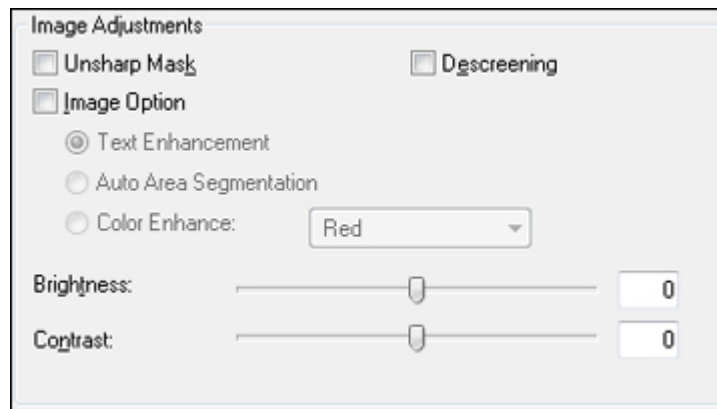 Image Adjustments
Unsharp Mask Descreening
Image Option
Text Enhancement
Auto Area Segmentation
Color Enhance: Red
Brightness: 0
Contrast: 0